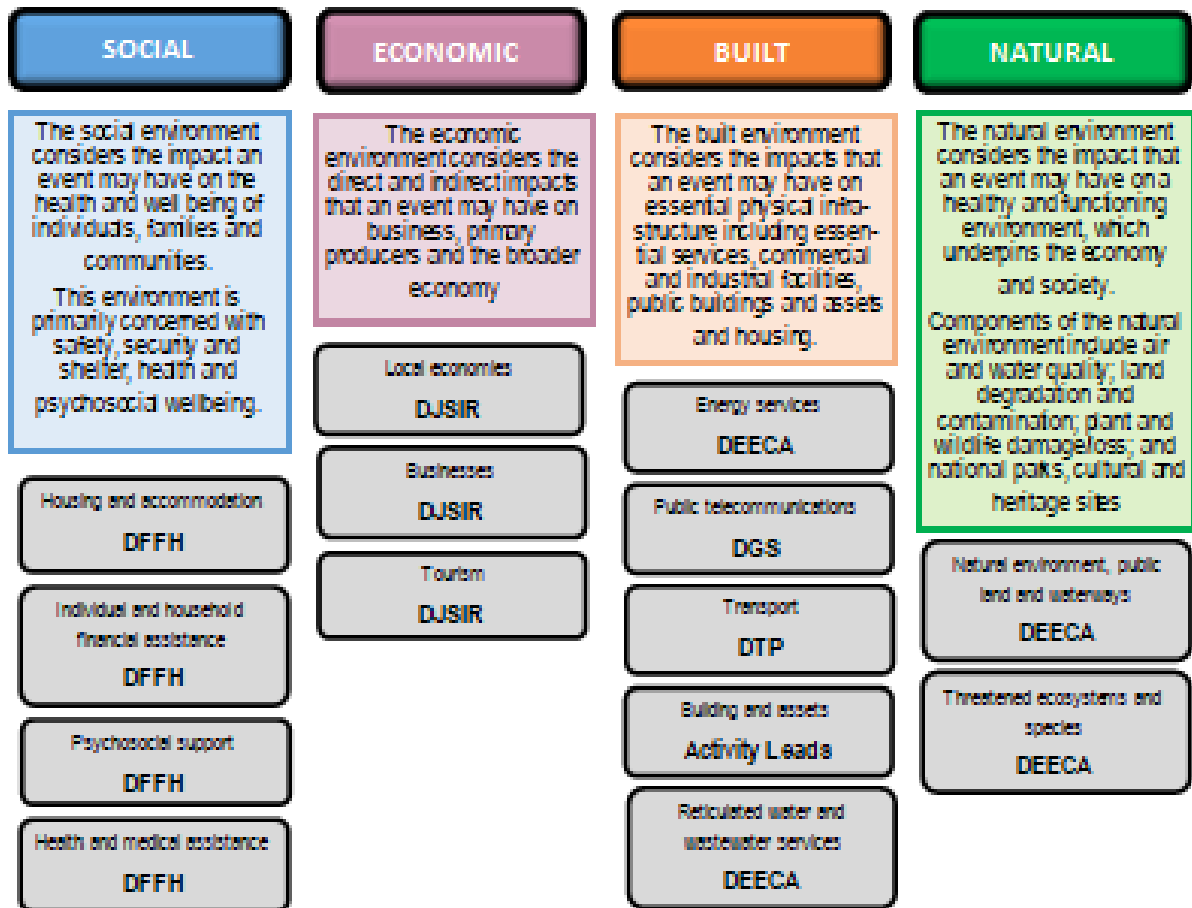 SOCIAL
The social environment
considers the impact an
event may have on the
health and well being of
individuals, families and
communities.
This environment is
primarily concerned with
safety, security and
shelter, health and
psychosocial wellbeing.
Housing and accommodation
DFFH
Individual and household
financial assistance
DFFH
Psychosocial support
DFFH
Health and medical assistance
DFFH
ECONOMIC
The economic
environment considers the
direct and indirect impacts
that an event may have on
business, primary
producers and the broader
economy
Local economies
DJSIR
Businesses
DJSIR
Tourism
DJSIR
BUILT
The built environment
considers the impacts that
an event may have on
essential physical infra-
structure including essen-
tial services, commercial
and industrial facilities,
public buildings and assets
and housing.
Energy services
DEECA
Public telecommunications
DGS
Transport
DTP
Building and assets
Activity Leads
Reticulated water and
wastewater services
DEECA
NATURAL
The natural environment
considers the impact that
an event may have on a
healthy and functioning
environment, which
underpins the economy
and society.
Components of the natural
environment include air
and water quality; land
degradation and
contamination; plant and
wildlife damage/loss; and
national parks, cultural and
heritage sites
Natural environment, public
land and waterways
DEECA
Threatened ecosystems and
species
DEECA